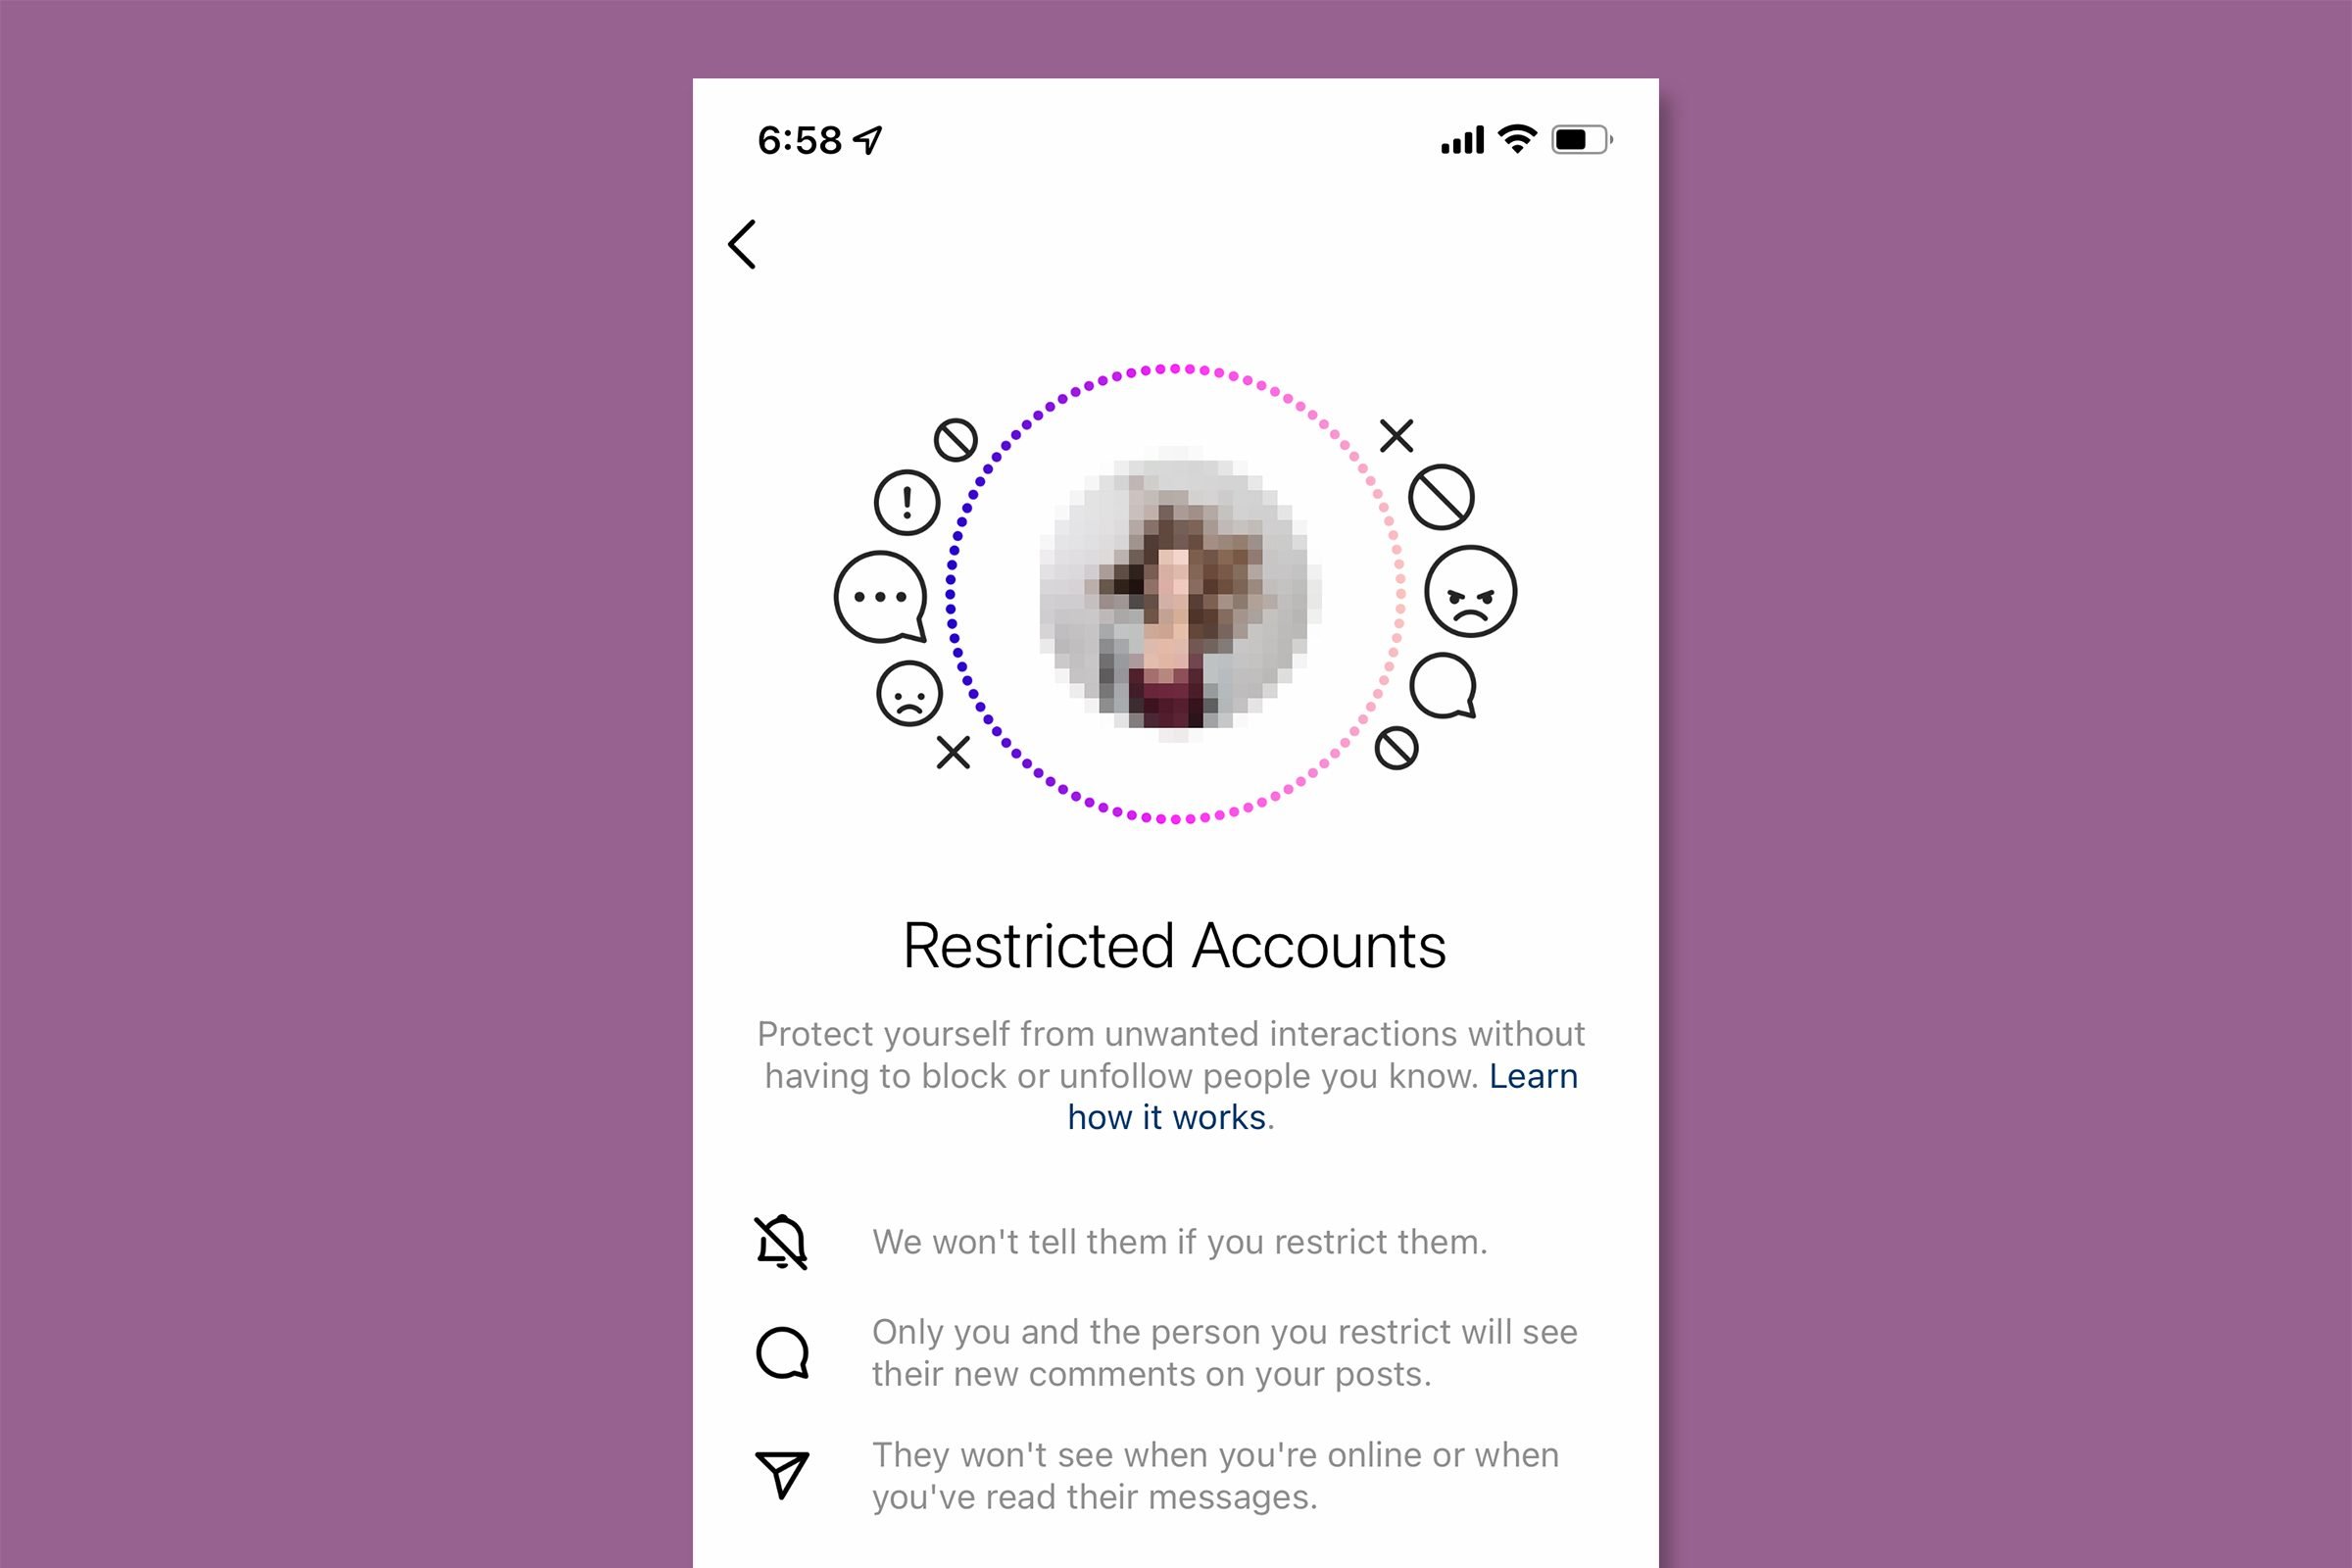 6:58
Restricted Accounts
Protect yourself from unwanted interactions without
having to block or unfollow people you know. Learn
how it works.
We won't tell them if you restrict them.
Only you and the person you restrict will see
their new comments on your posts.
They won't see when you're online or when
you've read their messages.